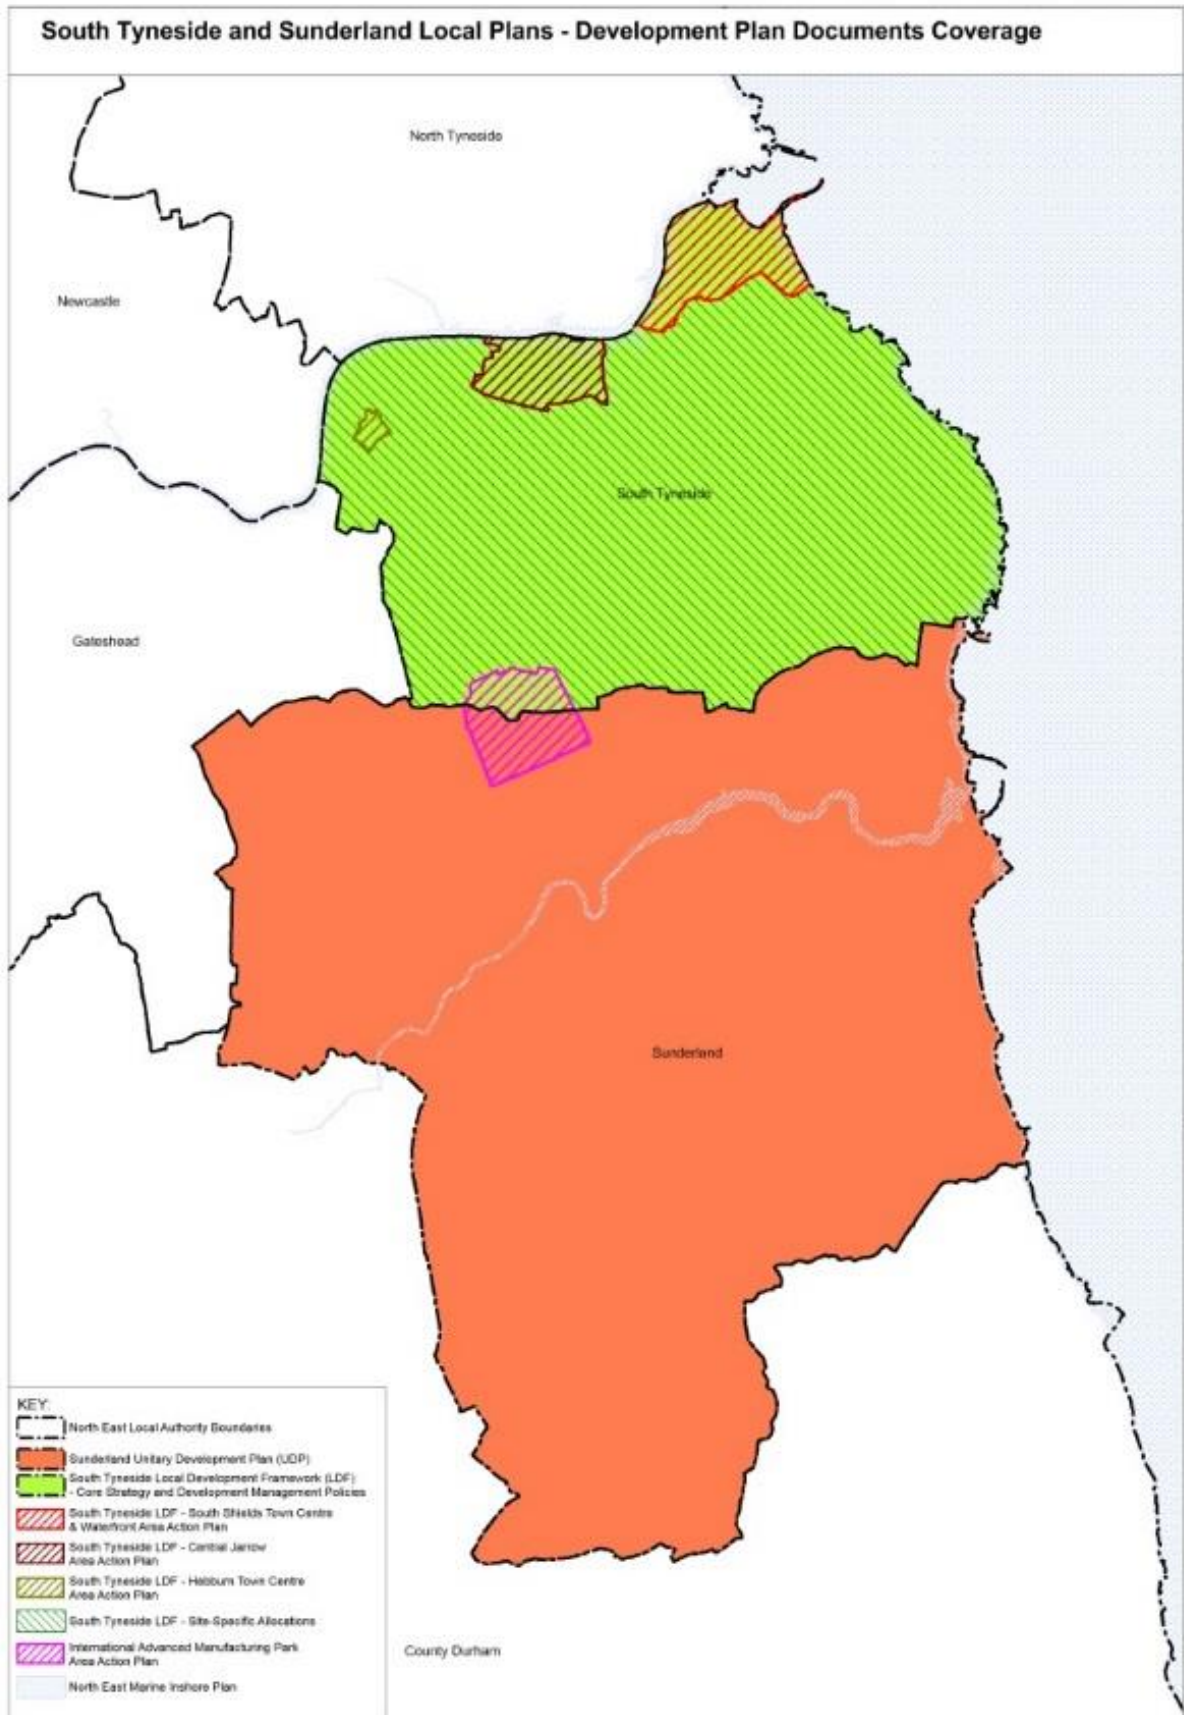 South Tyneside and Sunderland Local Plans - Development Plan Documents Coverage
North Tyneside
Newcastle
South Tyneside
Gateshead
Sunderland
County Durham
KEY:
North East Local Authority Boundaries
Sunderland Unitary Development Plan (UDP)
South Tyneside Local Development Framework (LDF):
- Core Strategy and Development Management Policies
South Tyneside LDF - South Shields Town Centre
& Waterfront Area Action Plan
South Tyneside LDF - Central Jarrow
Area Action Plan
South Tyneside LDF - Hebburn Town Centre
Area Action Plan
South Tyneside LDF - Site-Specific Allocations
International Advanced Manufacturing Park
Area Action Plan
North East Marine Inshore Plan